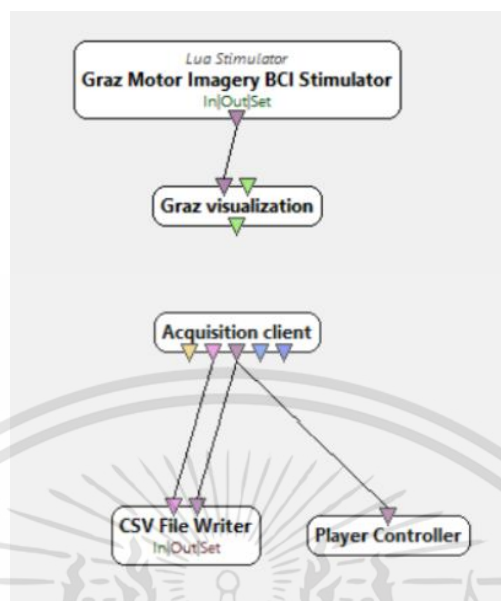 Lua Stimulator
Graz Motor Imagery BCI Stimulator
In|Out|Set
Graz visualization
Acquisition client
CSV File Writer
In|Out|Set
Player Controller